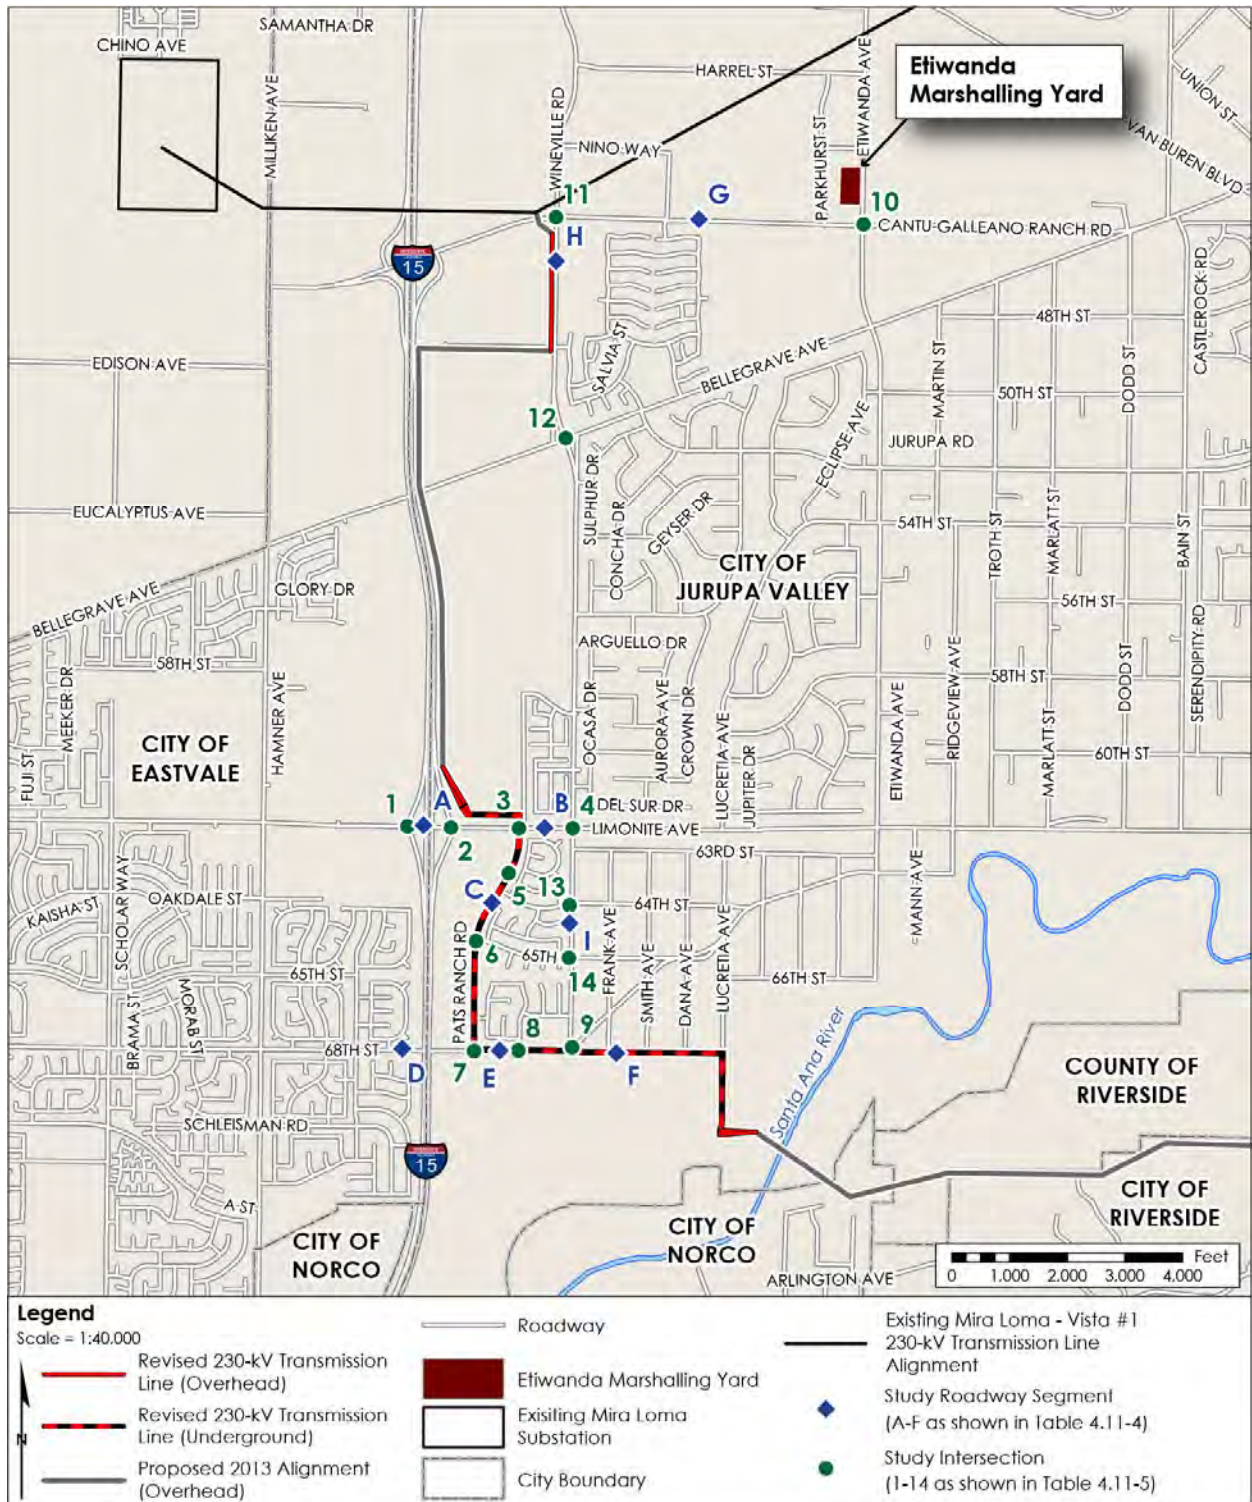 SAMANTHA DR
CHINO AVE
MILLIKEN AVE
WINEVILLE RD
HARREL ST
ETIWANDA AVE
Etiwanda
Marshalling Yard
UNION ST
VAN BUREN BLVD
NINO WAY
PARKHURST ST
11
G
10
H
CANTU-GALLEANO RANCH RD
15
CASTLEROCK RD
48TH ST
SALVIA ST
BELLEGRAVE AVE
MARTIN ST
DODD ST
EDISON AVE
50TH ST
12
ECLIPSE AVE
JURUPA RD
SULPHUR DR
CONCHA DR
GEYSER DR
EUCALYPTUS AVE
54TH ST
TROTH ST
MARLATT ST
BAIN ST
CITY OF
JURUPA VALLEY
GLORY DR
BELLEGRAVE AVE
56TH ST
ARGUELLO DR
58TH ST
MEEKER DR
HAMNER AVE
OCASA DR
AURORA AVE
CROWN DR
LUCRETIA AVE
JUPITER DR
ETIWANDA AVE
RIDGEVIEW AVE
58TH ST
MARLATT ST
DODD ST
SERENDIPITY RD
60TH ST
FUJI ST
CITY OF
EASTVALE
1
A
3
B
4
DEL SUR DR
LIMONITE AVE
2
63RD ST
KAISHA ST
SCHOLAR WAY
OAKDALE ST
C
5
13
64TH ST
MANN AVE
PATS RANCH RD
6
65TH
I
14
FRANK AVE
SMITH AVE
DANA AVE
LUCRETIA AVE
66TH ST
65TH ST
BRAMA ST
MORAB ST
68TH ST
D
7
E
8
9
F
Santa Ana River
COUNTY OF
RIVERSIDE
SCHLEISMAN RD
15
A ST
CITY OF
NORCO
CITY OF
NORCO
CITY OF
RIVERSIDE
ARLINGTON AVE
Feet
0 1,000 2,000 3,000 4,000
Legend
Scale = 1:40,000
N
Revised 230-kV Transmission
Line (Overhead)
Revised 230-kV Transmission
Line (Underground)
Proposed 2013 Alignment
(Overhead)
Roadway
Etiwanda Marshalling Yard
Exisiting Mira Loma
Substation
City Boundary
Existing Mira Loma - Vista #1
230-kV Transmission Line
Alignment
Study Roadway Segment
(A-F as shown in Table 4.11-4)
Study Intersection
(1-14 as shown in Table 4.11-5)